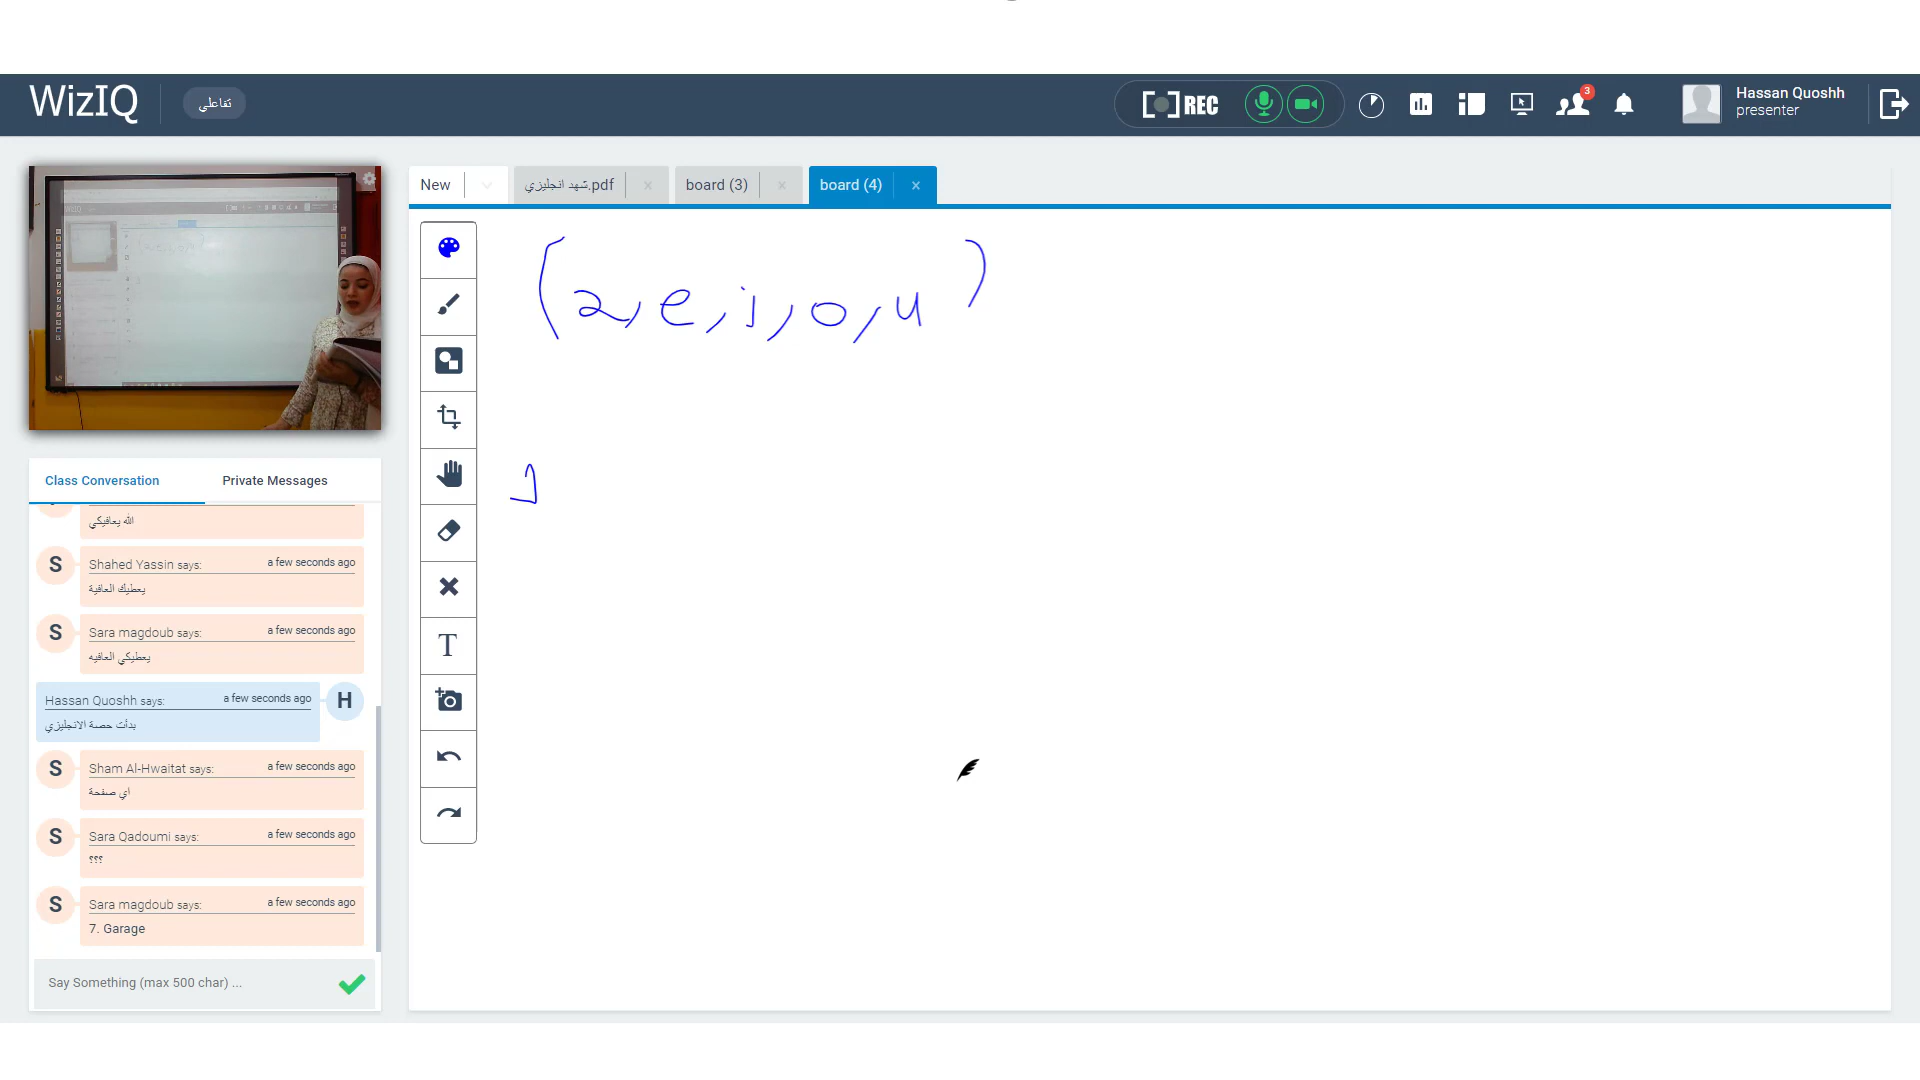 WizIQ
تفاعلي
REC
3
Hassan Quoshh
presenter
New
شهد انجليزي.pdf
board (3)
board (4)
(a, e, i, o, u)
Class Conversation
Private Messages
الله يعافيكي
S
Shahed Yassin says:
a few seconds ago
يعطيك العافية
S
Sara magdoub says:
a few seconds ago
يعطيكي العافيه
Hassan Quoshh says:
a few seconds ago
H
بدأت حصة الانجليزي
S
Sham Al-Hwaitat says:
a few seconds ago
اي صفحة
S
Sara Qadoumi says:
a few seconds ago
؟؟؟
S
Sara magdoub says:
a few seconds ago
7. Garage
Say Something (max 500 char) ...
T